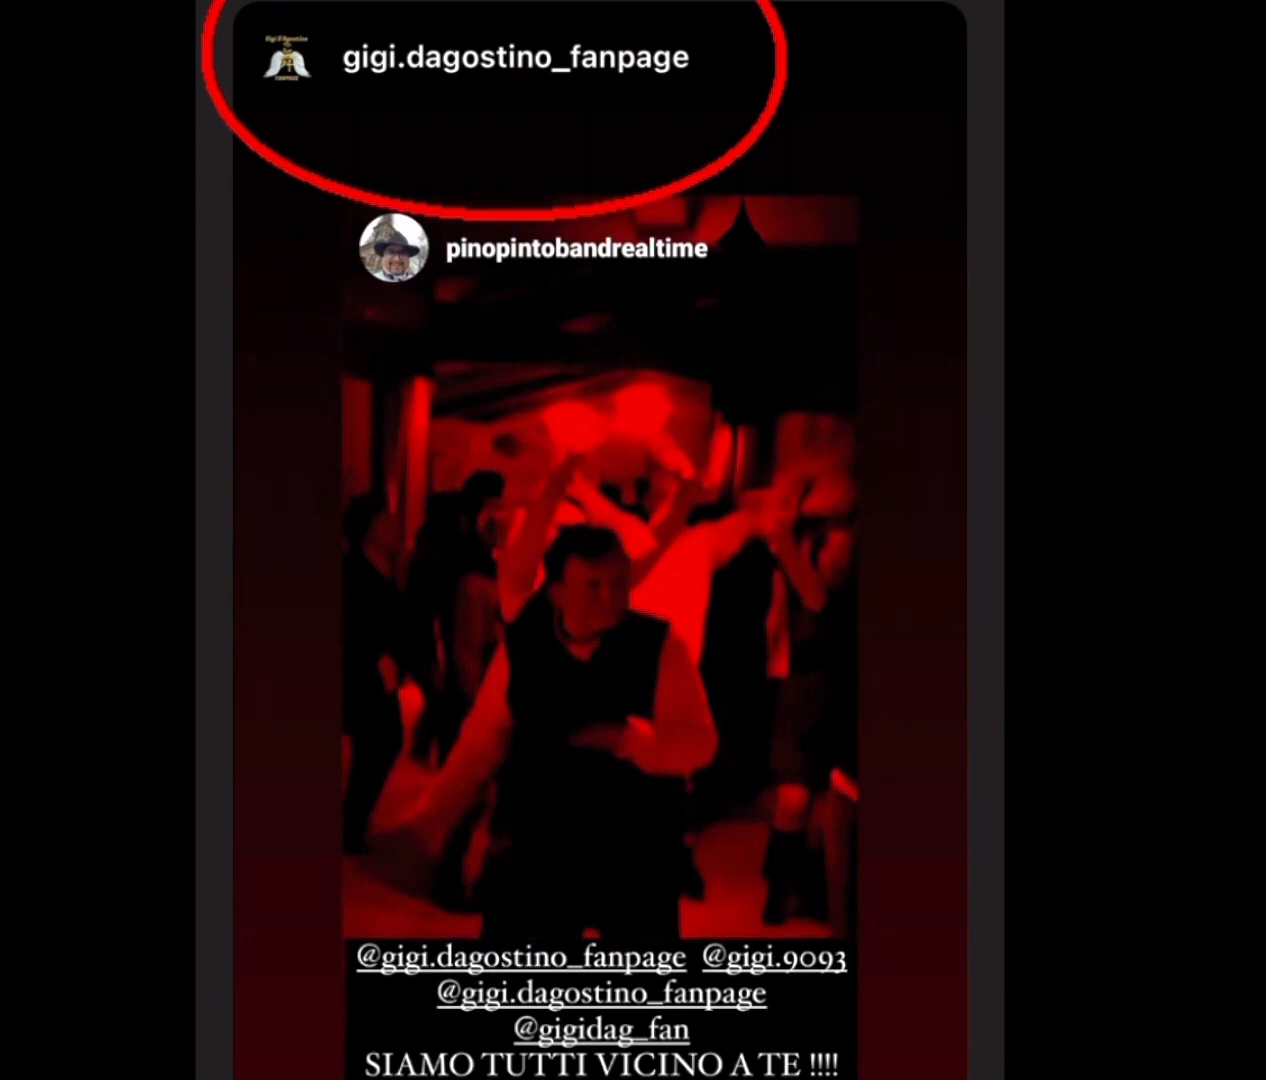 gigi.dagostino_fanpage
pinopintobandrealtime
@gigi.dagostino_fanpage @gigi.9093
@gigi.dagostino_fanpage
@gigidag_fan
SIAMO TUTTI VICINO A TE !!!!